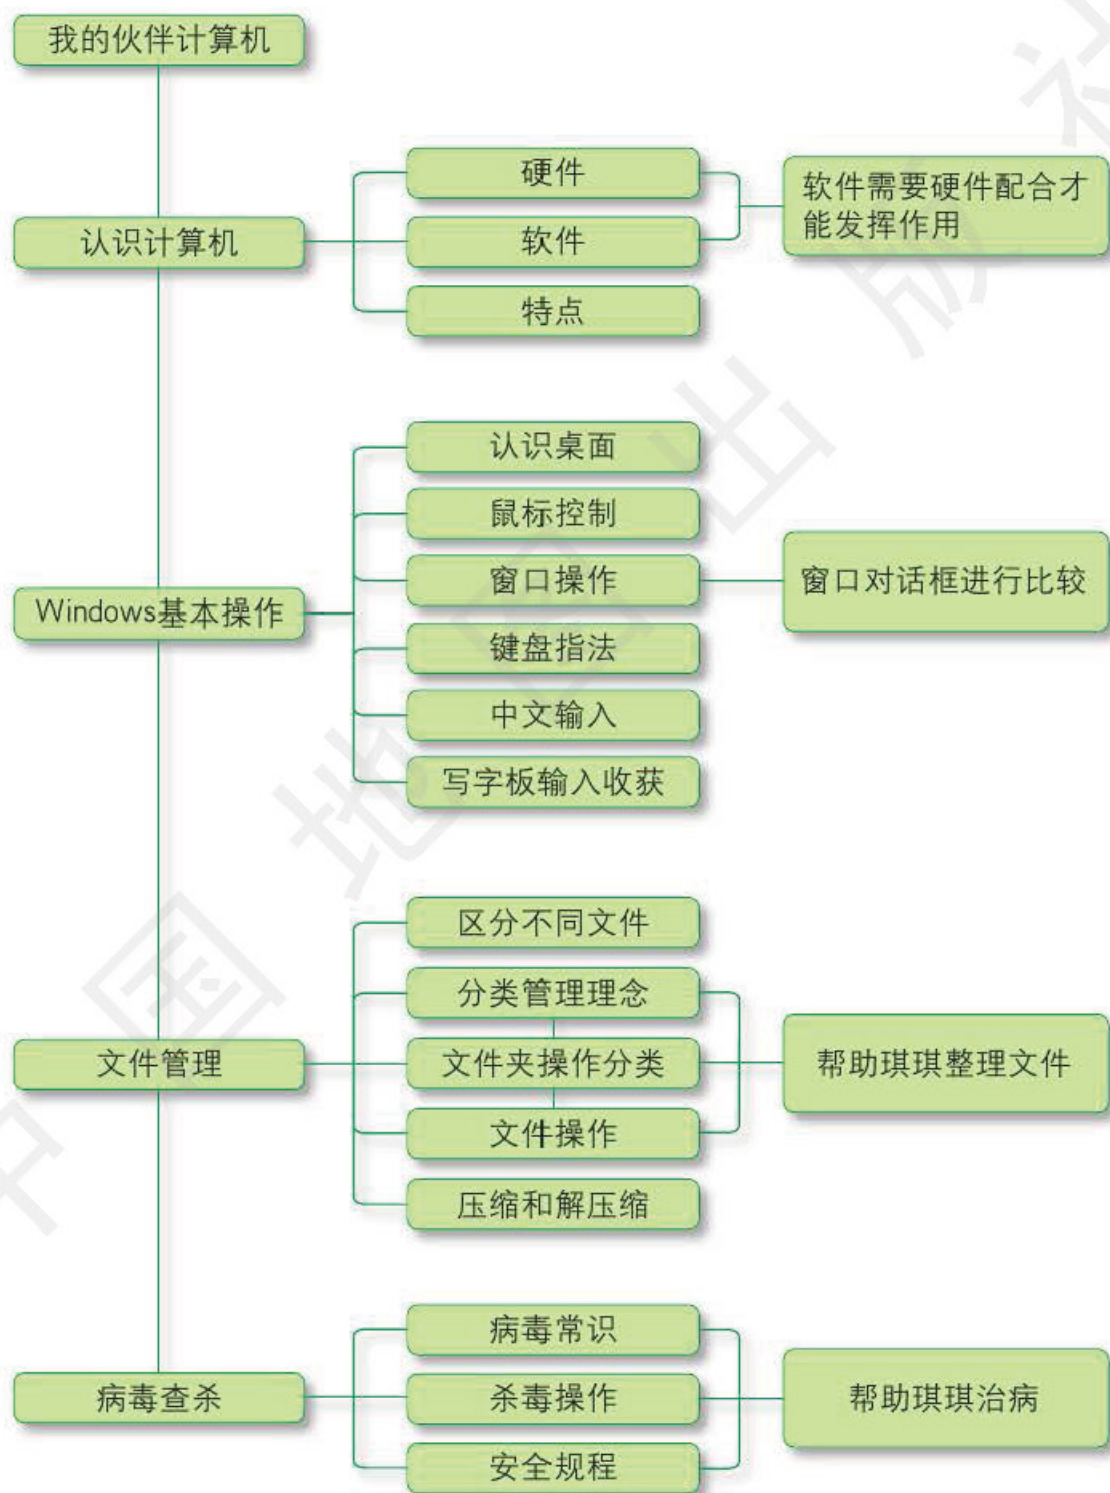 我的伙伴计算机
认识计算机
硬件
软件
特点
软件需要硬件配合才
能发挥作用
Windows基本操作
认识桌面
鼠标控制
窗口操作
键盘指法
中文输入
写字板输入收获
窗口对话框进行比较
文件管理
区分不同文件
分类管理理念
文件夹操作分类
文件操作
压缩和解压缩
帮助琪琪整理文件
病毒查杀
病毒常识
杀毒操作
安全规程
帮助琪琪治病
中国地图出版社